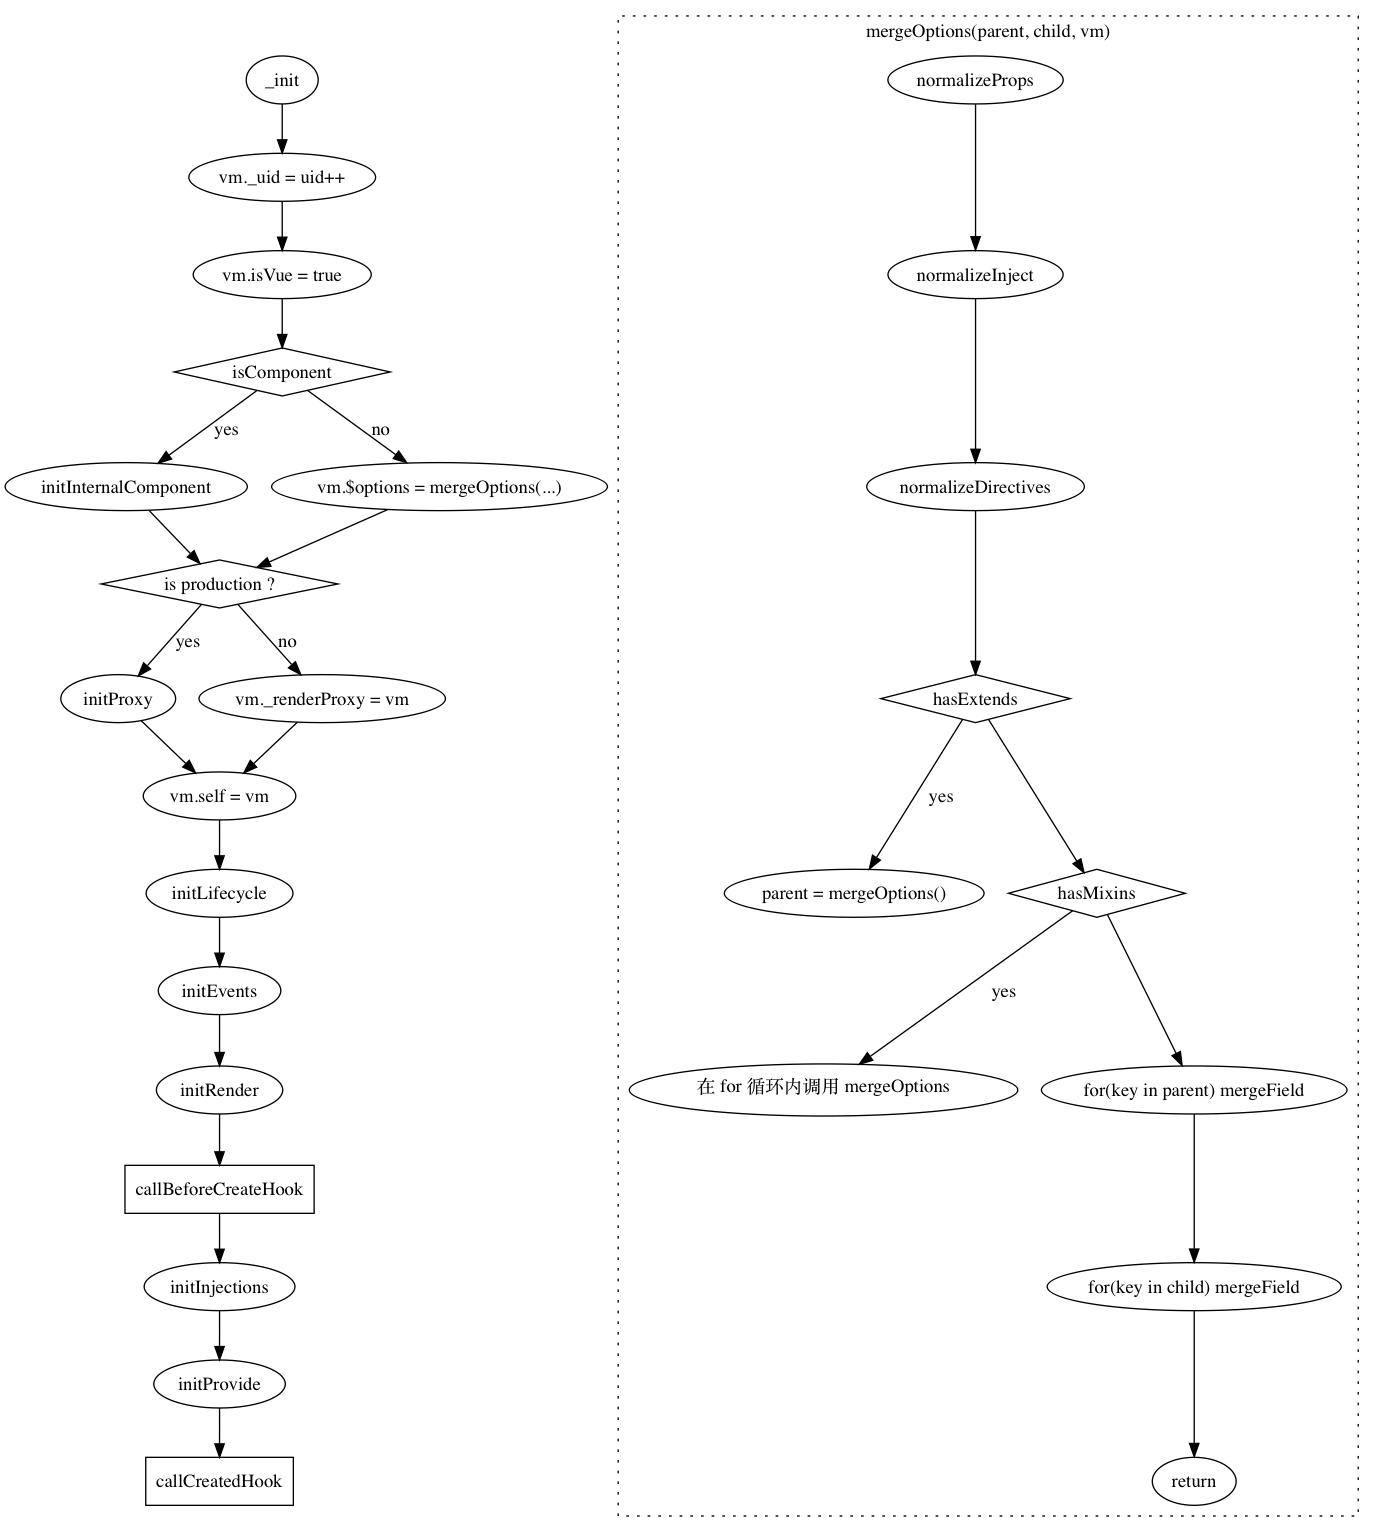 _init
vm._uid = uid++
vm.isVue = true
isComponent
yes
no
initInternalComponent
vm.$options = mergeOptions(...)
is production ?
yes
no
initProxy
vm._renderProxy = vm
vm.self = vm
initLifecycle
initEvents
initRender
callBeforeCreateHook
initInjections
initProvide
callCreatedHook
mergeOptions(parent, child, vm)
normalizeProps
normalizeInject
normalizeDirectives
hasExtends
yes
parent = mergeOptions()
hasMixins
yes
在 for 循环内调用 mergeOptions
for(key in parent) mergeField
for(key in child) mergeField
return